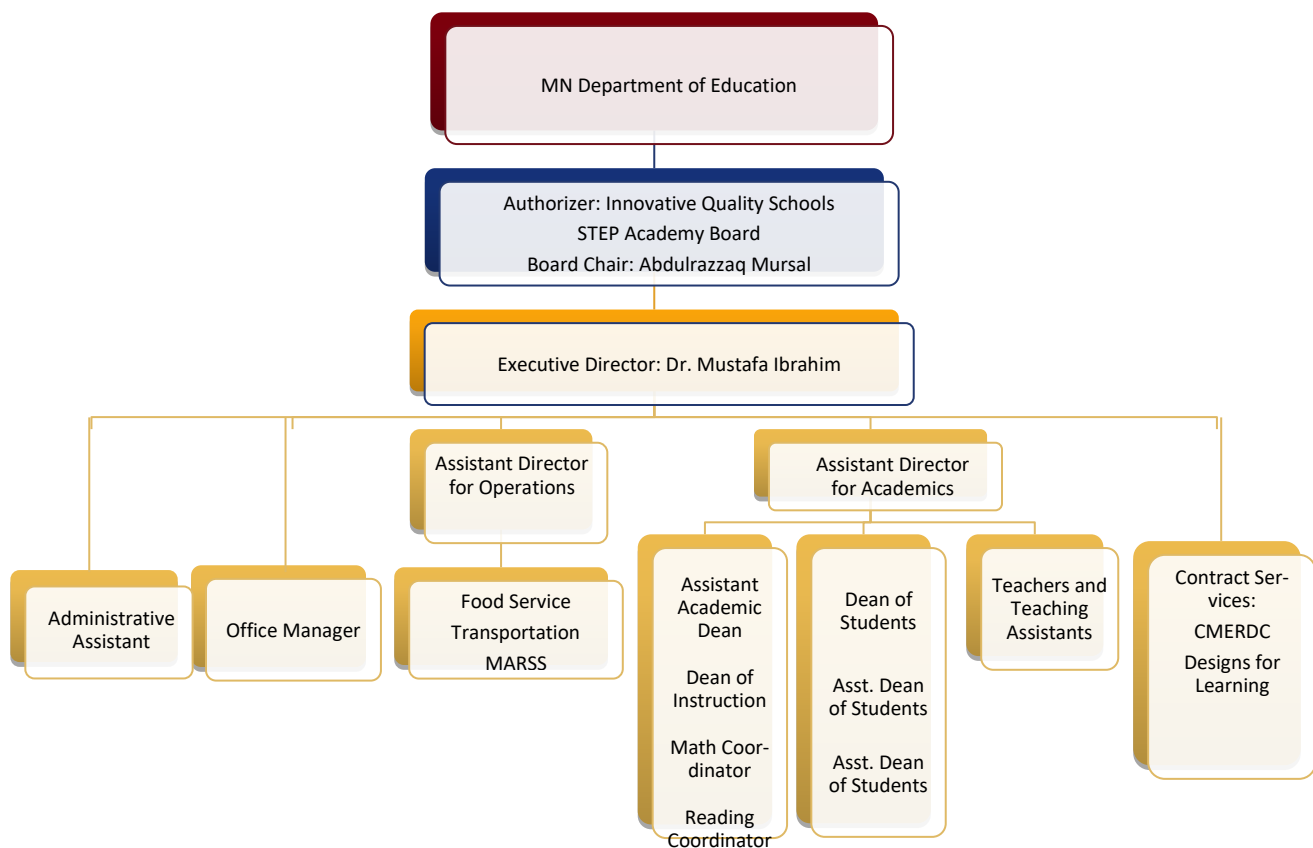 MN Department of Education
Authorizer: Innovative Quality Schools
STEP Academy Board
Board Chair: Abdulrazzaq Mursal
Executive Director: Dr. Mustafa Ibrahim
Assistant Director
for Operations
Assistant Director
for Academics
Administrative
Assistant
Office Manager
Food Service
Transportation
MARSS
Assistant
Academic
Dean
Dean of
Instruction
Math Coor-
dinator
Reading
Coordinator
Dean of
Students
Asst. Dean
of Students
Asst. Dean
of Students
Teachers and
Teaching
Assistants
Contract Ser-
vices:
CMERDC
Designs for
Learning